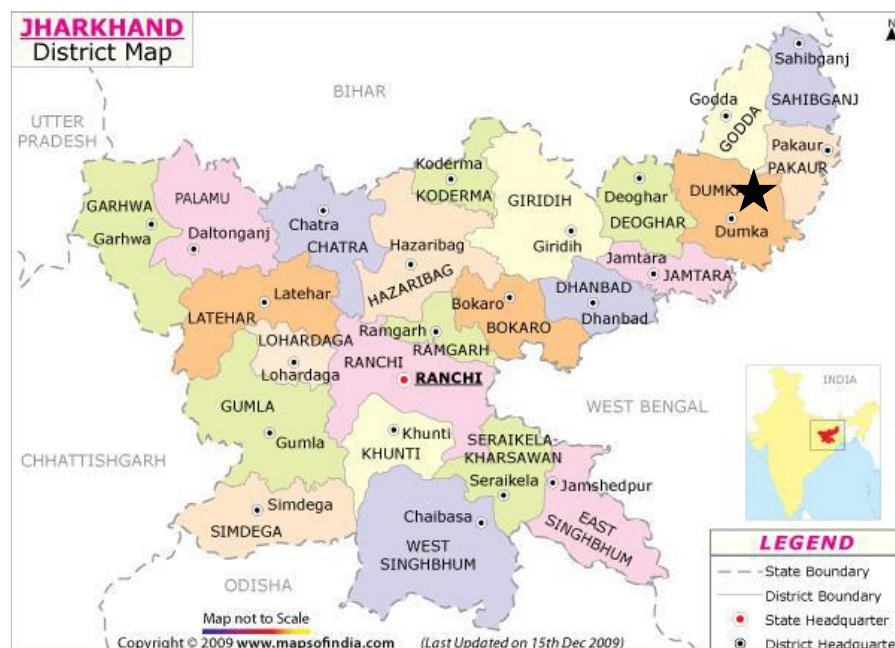 JHARKHAND
District Map
N
BIHAR
UTTER
PRADESH
Sahibganj
SAHIBGANJ
Godda
GODDA
Pakaur
PAKAUR
Koderma
KODERMA
GIRIDIH
Giridih
Deoghar
DEOGHAR
DUMKA
Dumka
GARHWA
Garhwa
PALAMU
Daltonganj
Chatra
CHATRA
Hazaribag
HAZARIBAG
Jamtara
JAMTARA
DHANBAD
Dhanbad
Bokaro
BOKARO
Latehar
LATEHAR
LOHARDAGA
Lohardaga
Ramgarh
RAMGARH
RANCHI
RANCHI
GUMLA
Gumla
Khunti
KHUNTI
SERAIKELA-
KHARSAWAN
Seraikela
WEST BENGAL
INDIA
CHHATTISHGARH
Jamshedpur
EAST
SINGHBHUM
Simdega
SIMDEGA
Chaibasa
WEST
SINGHBHUM
ODISHA
LEGEND
State Boundary
District Boundary
State Headquarter
District Headquarte
Map not to Scale
Copyright © 2009 www.mapsofindia.com (Last Updated on 15th Dec 2009)